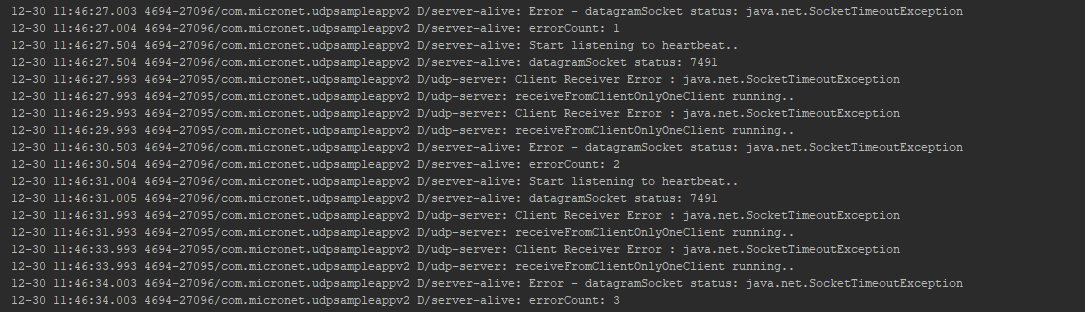 12-30 11:46:27.003 4694-27096/com.micronet.udpsampleappv2 D/server-alive: Error - datagramSocket status: java.net.SocketTimeoutException
12-30 11:46:27.004 4694-27096/com.micronet.udpsampleappv2 D/server-alive: errorCount: 1
12-30 11:46:27.504 4694-27096/com.micronet.udpsampleappv2 D/server-alive: Start listening to heartbeat..
12-30 11:46:27.504 4694-27096/com.micronet.udpsampleappv2 D/server-alive: datagramSocket status: 7491
12-30 11:46:27.993 4694-27095/com.micronet.udpsampleappv2 D/udp-server: Client Receiver Error : java.net.SocketTimeoutException
12-30 11:46:27.993 4694-27095/com.micronet.udpsampleappv2 D/udp-server: receiveFromClientOnlyOneClient running..
12-30 11:46:29.993 4694-27095/com.micronet.udpsampleappv2 D/udp-server: Client Receiver Error : java.net.SocketTimeoutException
12-30 11:46:29.993 4694-27095/com.micronet.udpsampleappv2 D/udp-server: receiveFromClientOnlyOneClient running..
12-30 11:46:30.503 4694-27096/com.micronet.udpsampleappv2 D/server-alive: Error - datagramSocket status: java.net.SocketTimeoutException
12-30 11:46:30.504 4694-27096/com.micronet.udpsampleappv2 D/server-alive: errorCount: 2
12-30 11:46:31.004 4694-27096/com.micronet.udpsampleappv2 D/server-alive: Start listening to heartbeat..
12-30 11:46:31.005 4694-27096/com.micronet.udpsampleappv2 D/server-alive: datagramSocket status: 7491
12-30 11:46:31.993 4694-27095/com.micronet.udpsampleappv2 D/udp-server: Client Receiver Error : java.net.SocketTimeoutException
12-30 11:46:31.993 4694-27095/com.micronet.udpsampleappv2 D/udp-server: receiveFromClientOnlyOneClient running..
12-30 11:46:33.993 4694-27095/com.micronet.udpsampleappv2 D/udp-server: Client Receiver Error : java.net.SocketTimeoutException
12-30 11:46:33.993 4694-27095/com.micronet.udpsampleappv2 D/udp-server: receiveFromClientOnlyOneClient running..
12-30 11:46:34.003 4694-27096/com.micronet.udpsampleappv2 D/server-alive: Error - datagramSocket status: java.net.SocketTimeoutException
12-30 11:46:34.003 4694-27096/com.micronet.udpsampleappv2 D/server-alive: errorCount: 3